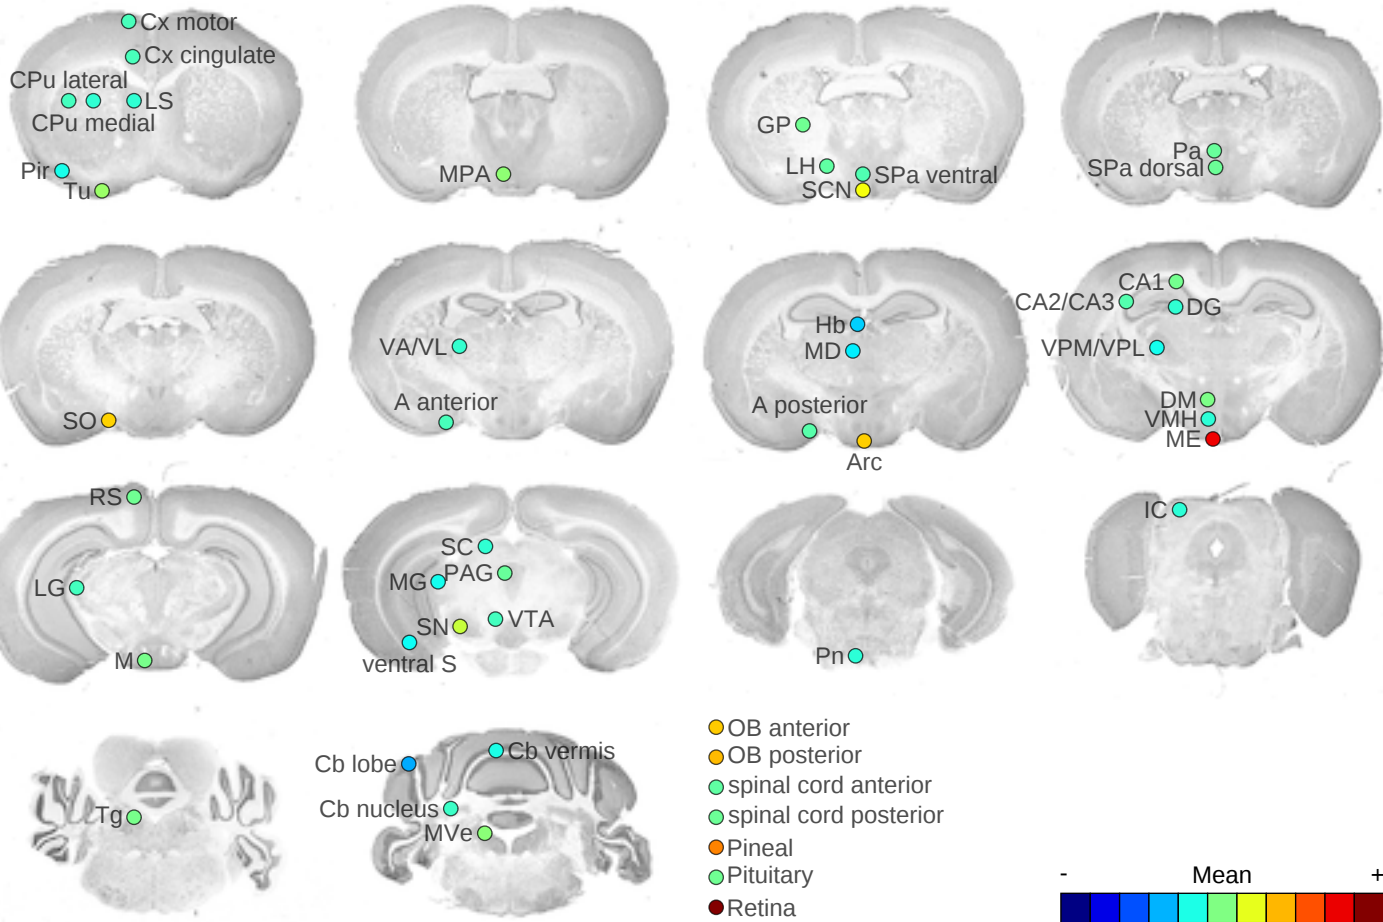 Cx motor
Cx cingulate
CPu lateral
LS
CPu medial
Pir
Tu
MPA
GP
LH
SPa ventral
SCN
Pa
SPa dorsal
SO
VA/VL
A anterior
Hb
MD
A posterior
Arc
CA1
CA2/CA3
DG
VPM/VPL
DM
VMH
ME
RS
LG
M
SC
MG
PAG
SN
VTA
ventral S
Pn
IC
Tg
Cb lobe
Cb vermis
Cb nucleus
MVe
OB anterior
OB posterior
spinal cord anterior
spinal cord posterior
Pineal
Pituitary
Retina
- Mean +